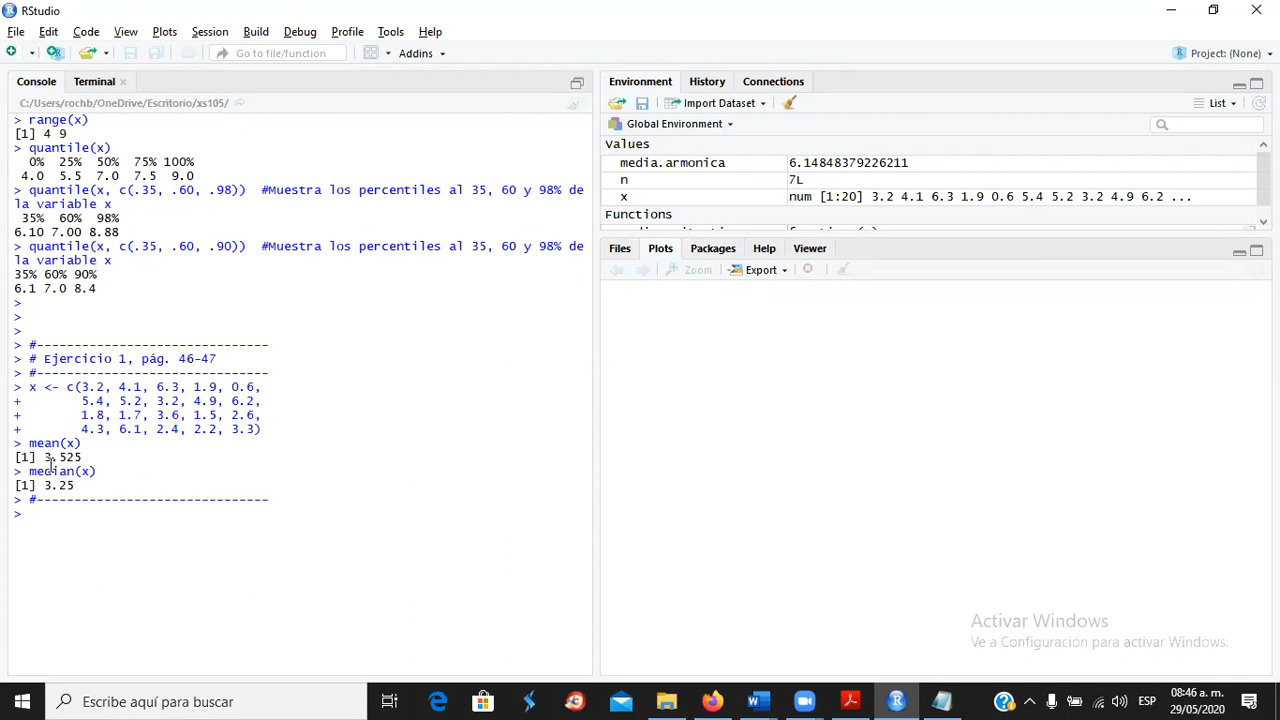 RStudio
File Edit Code View Plots Session Build Debug Profile Tools Help
Go to file/function Addins Project: (None)
Console Terminal
C:/Users/rochb/OneDrive/Escritorio/xs105/
> range(x)
[1] 4 9
> quantile(x)
0% 25% 50% 75% 100%
4.0 5.5 7.0 7.5 9.0
> quantile(x, c(.35, .60, .98)) #Muestra los percentiles al 35, 60 y 98% de
la variable x
35% 60% 98%
6.10 7.00 8.88
> quantile(x, c(.35, .60, .90)) #Muestra los percentiles al 35, 60 y 98% de
la variable x
35% 60% 90%
6.1 7.0 8.4
>
>
>
> #-------------------------------
> # Ejercicio 1, pág. 46-47
> #-------------------------------
> x <- c(3.2, 4.1, 6.3, 1.9, 0.6,
+ 5.4, 5.2, 3.2, 4.9, 6.2,
+ 1.8, 1.7, 3.6, 1.5, 2.6,
+ 4.3, 6.1, 2.4, 2.2, 3.3)
> mean(x)
[1] 3.525
> median(x)
[1] 3.25
> #-------------------------------
>
Environment History Connections
Import Dataset List
Global Environment
Values
media.armonica 6.14848379226211
n 7L
x num [1:20] 3.2 4.1 6.3 1.9 0.6 5.4 5.2 3.2 4.9 6.2 ...
Functions
Files Plots Packages Help Viewer
Zoom Export
Activar Windows
Ve a Configuración para activar Windows.
Escribe aquí para buscar
ESP
08:46 a. m.
29/05/2020